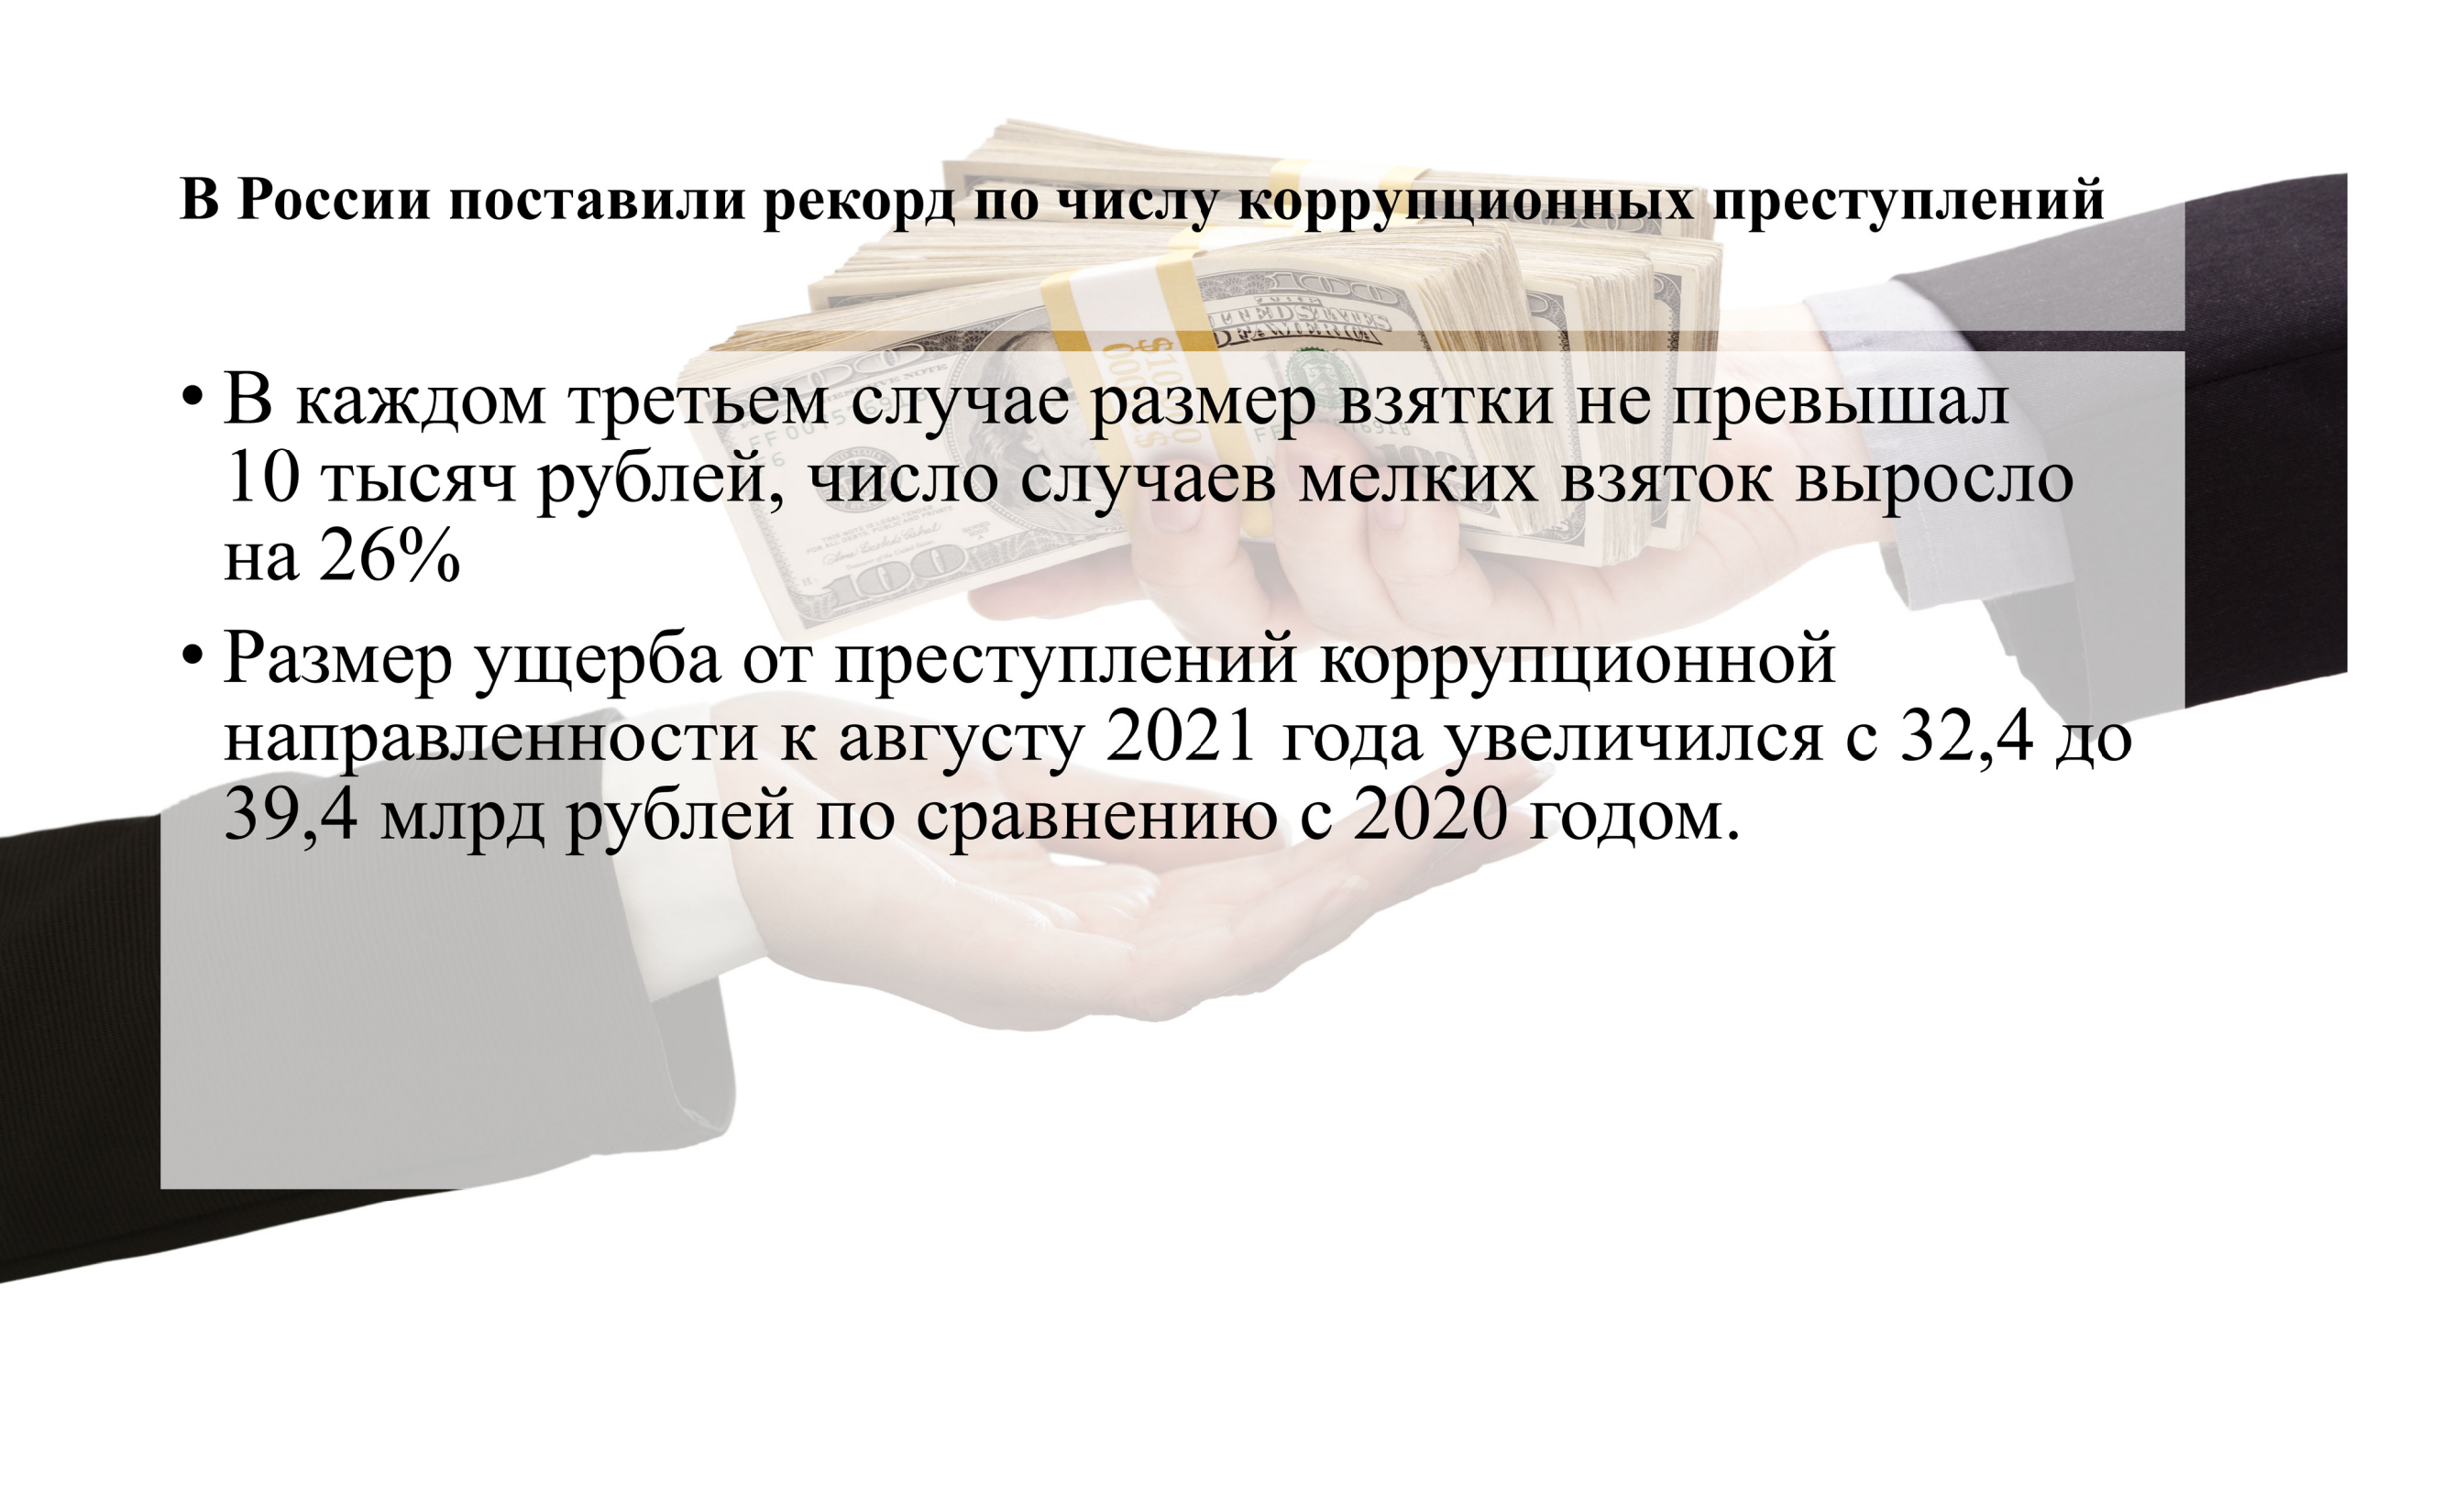 В России поставили рекорд по числу коррупционных преступлений
• В каждом третьем случае размер взятки не превышал
10 тысяч рублей, число случаев мелких взяток выросло
на 26%
• Размер ущерба от преступлений коррупционной
направленности к августу 2021 года увеличился с 32,4 до
39,4 млрд рублей по сравнению с 2020 годом.